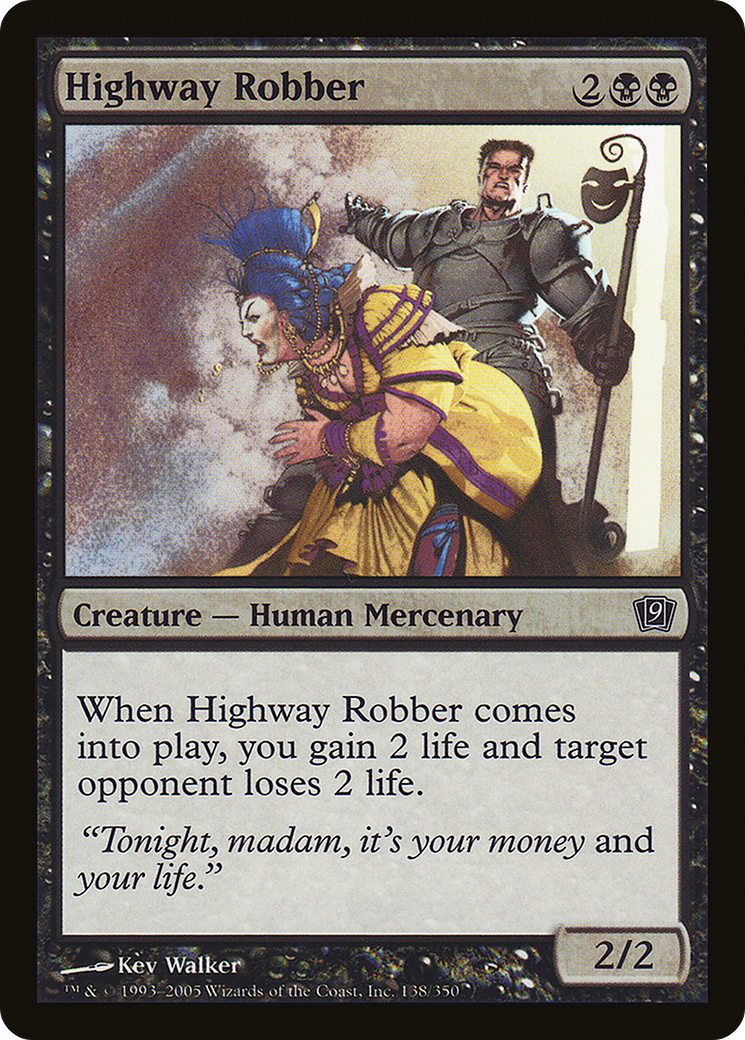 Highway Robber 2
Creature — Human Mercenary 9
When Highway Robber comes
into play, you gain 2 life and target
opponent loses 2 life.
“Tonight, madam, it’s your money and
your life.”
2/2
Kev Walker
™ & © 1993–2005 Wizards of the Coast, Inc. 138/350